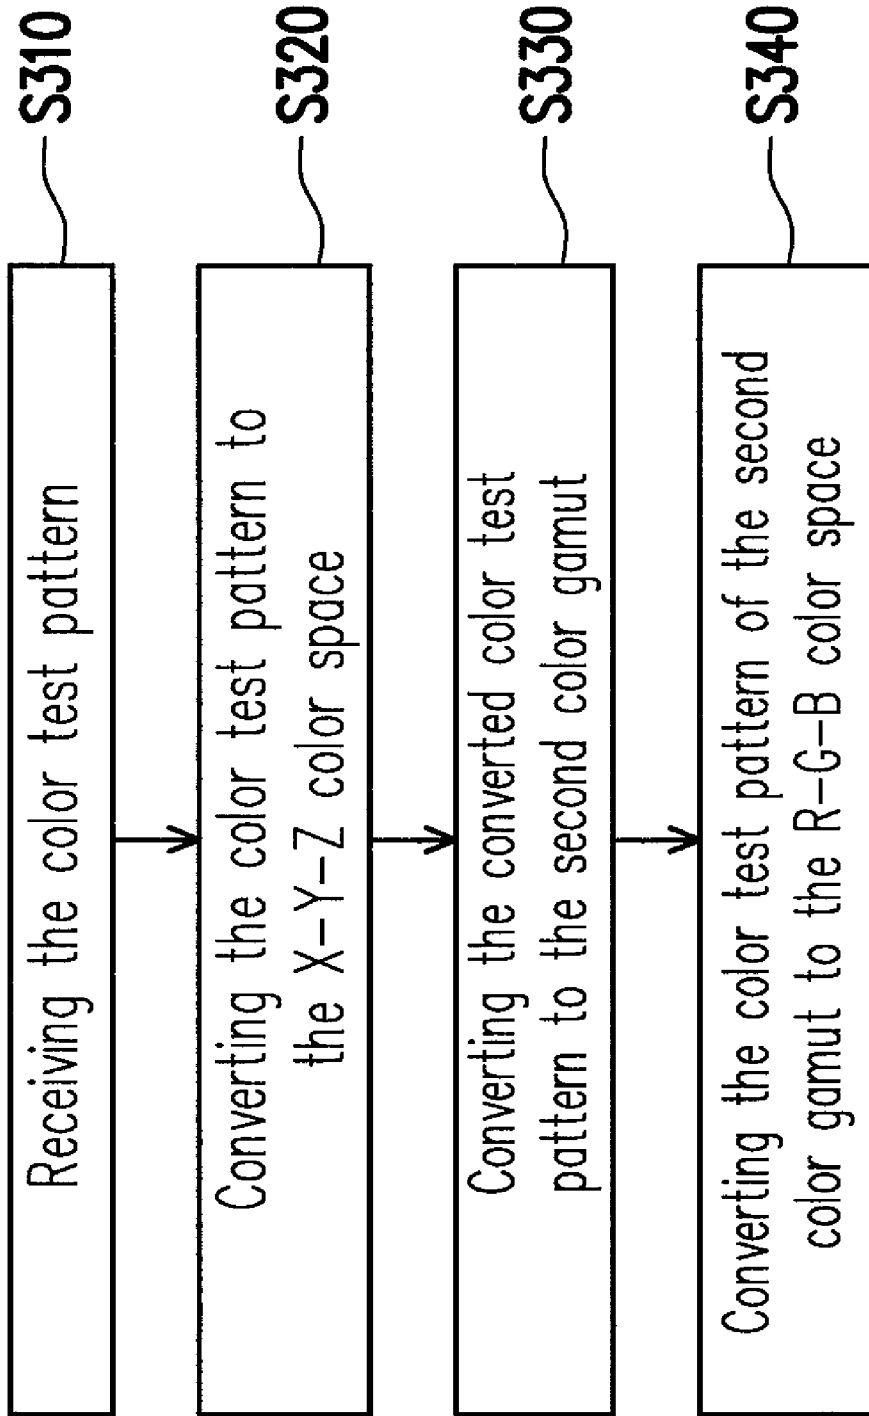 Receiving the color test pattern
S310
Converting the color test pattern to
the X-Y-Z color space
S320
Converting the converted color test
pattern to the second color gamut
S330
Converting the color test pattern of the second
color gamut to the R-G-B color space
S340